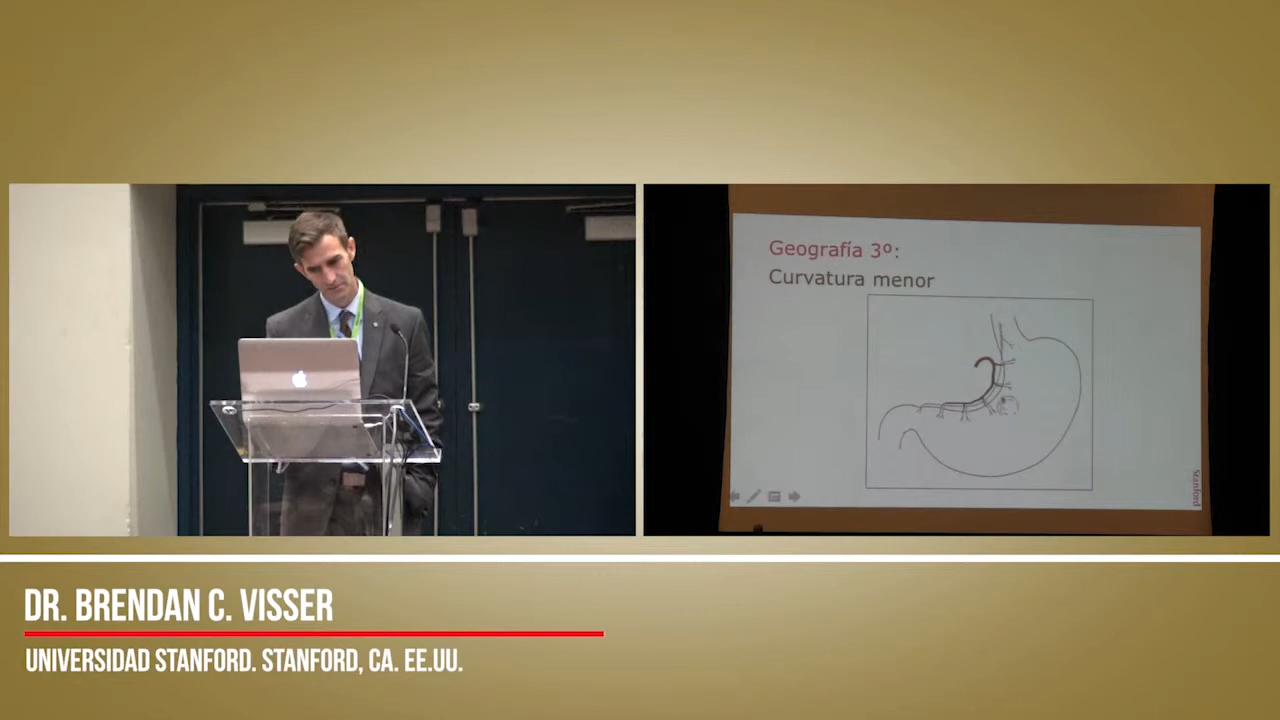 Geografía 3º:
Curvatura menor
Stanford
DR. BRENDAN C. VISSER
UNIVERSIDAD STANFORD. STANFORD, CA. EE.UU.